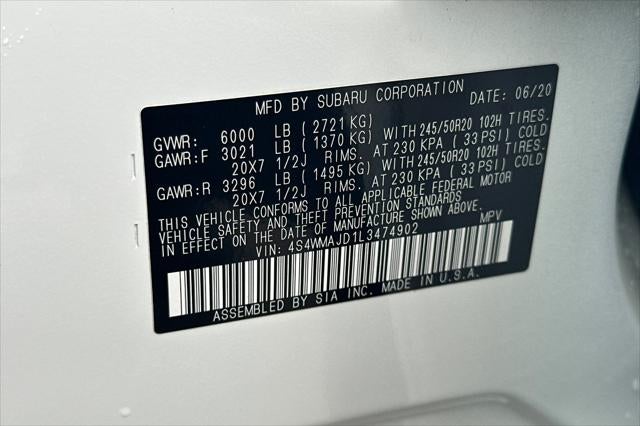 MFD BY SUBARU CORPORATION DATE: 06/20
GVWR: 6000 LB (2721 KG)
GAWR:F 3021 LB (1370 KG) WITH 245/50R20 102H TIRES.
20X7 1/2J RIMS. AT 230 KPA (33 PSI) COLD
GAWR:R 3296 LB (1495 KG) WITH 245/50R20 102H TIRES.
20X7 1/2J RIMS. AT 230 KPA (33 PSI) COLD
THIS VEHICLE CONFORMS TO ALL APPLICABLE FEDERAL MOTOR
VEHICLE SAFETY AND THEFT PREVENTION STANDARDS
IN EFFECT ON THE DATE OF MANUFACTURE SHOWN ABOVE.
VIN: 4S4WMAJD1L3474902 MPV
ASSEMBLED BY SIA INC. MADE IN U.S.A.